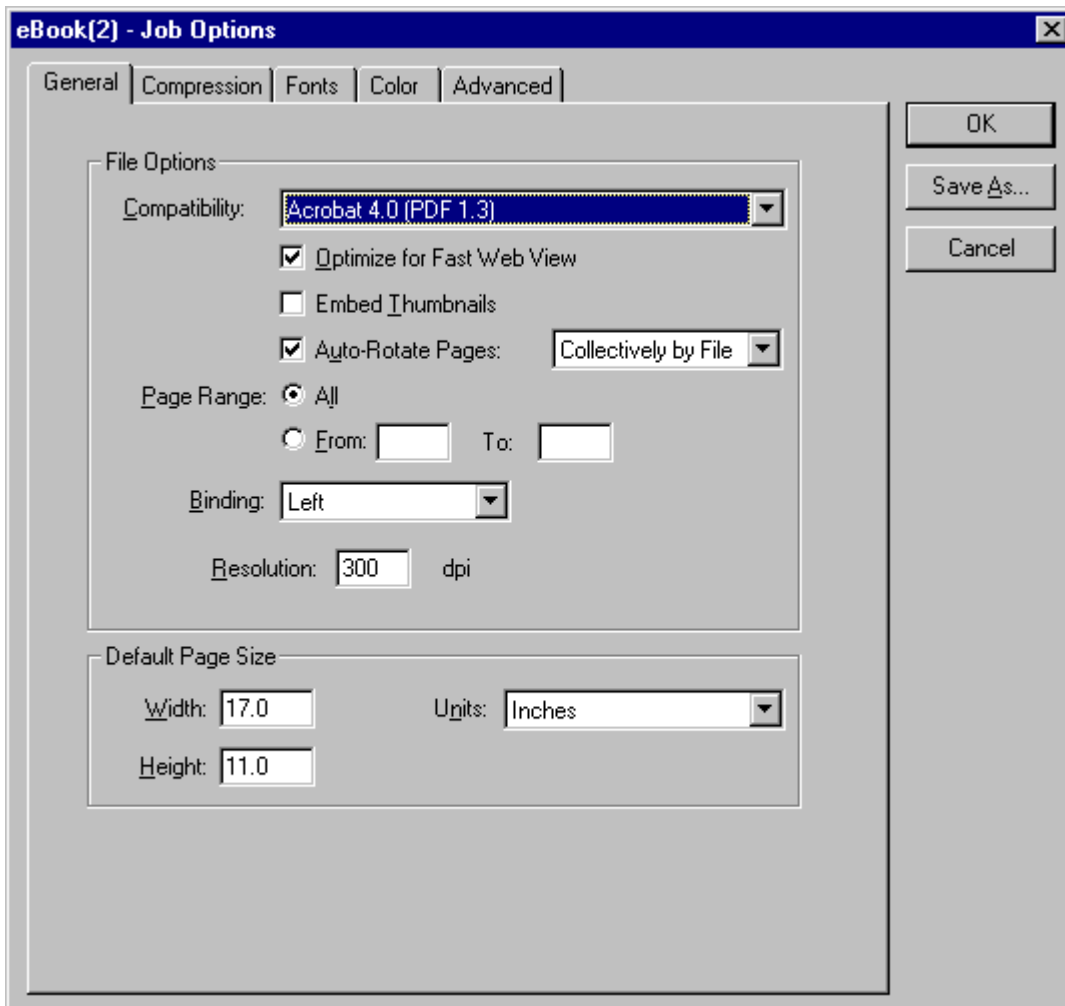 eBook(2) - Job Options
General Compression Fonts Color Advanced
OK
Save As...
Cancel
File Options
Compatibility: Acrobat 4.0 (PDF 1.3)
Optimize for Fast Web View
Embed Thumbnails
Auto-Rotate Pages: Collectively by File
Page Range: All
From: To:
Binding: Left
Resolution: 300 dpi
Default Page Size
Width: 17.0 Units: Inches
Height: 11.0